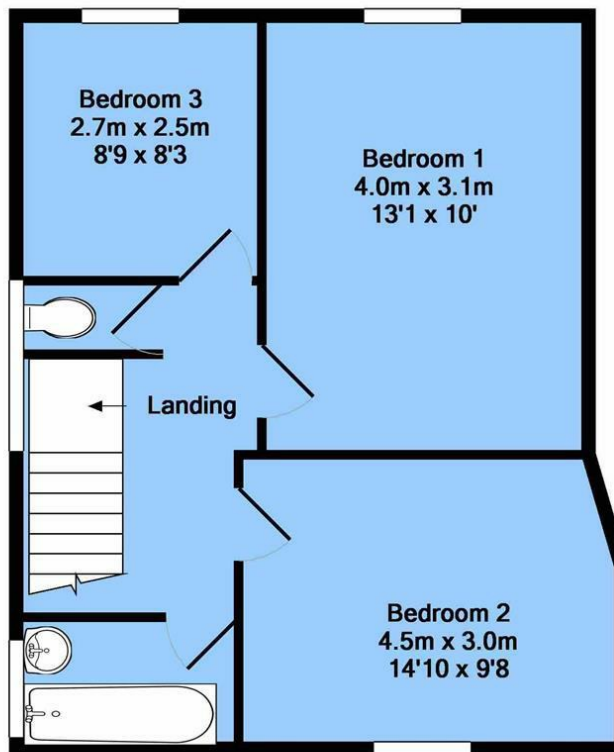 Bedroom 3
2.7m x 2.5m
8'9 x 8'3
Bedroom 1
4.0m x 3.1m
13'1 x 10'
Landing
Bedroom 2
4.5m x 3.0m
14'10 x 9'8